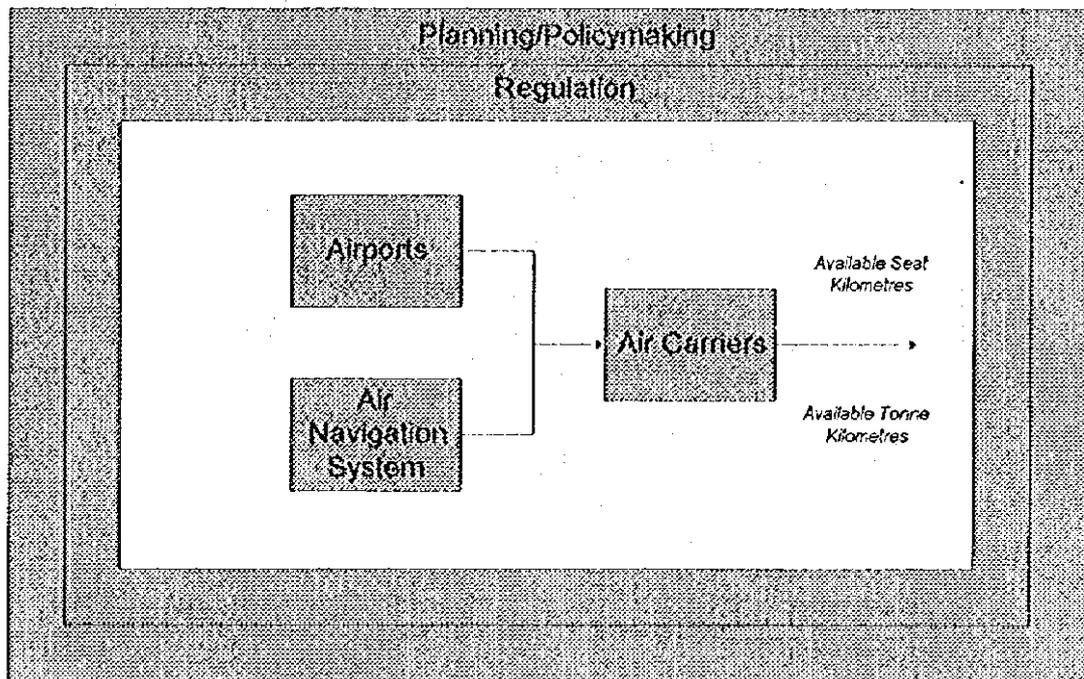 Planning/Policymaking
Regulation
Airports
Available Seat
Kilometres
Air Carriers
Air
Navigation
System
Available Tonne
Kilometres